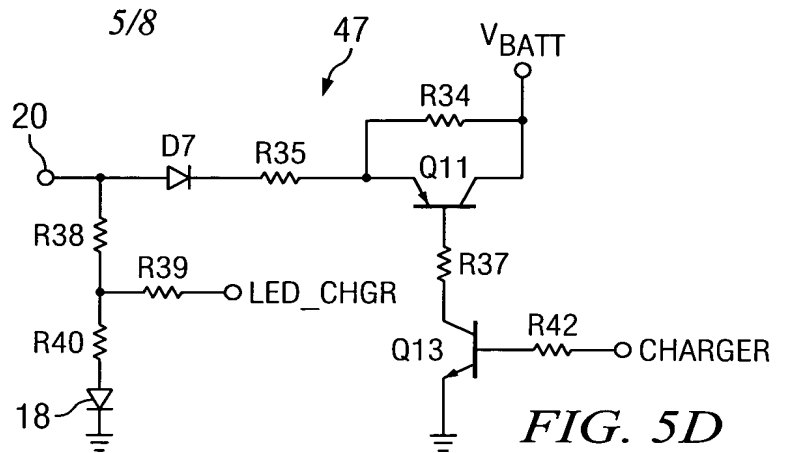 5/8
47
V_BATT
20
D7
R35
R34
Q11
R38
R39
LED_CHGR
R37
R40
Q13
R42
CHARGER
18
FIG. 5D